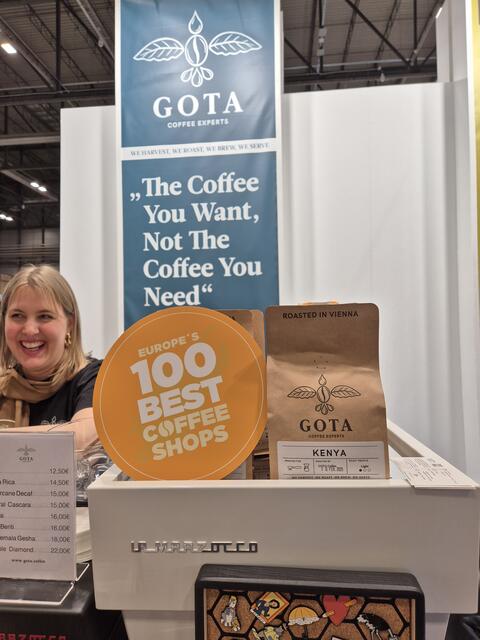 GOTA
COFFEE EXPERTS
WE HARVEST, WE ROAST, WE BREW, WE SERVE
„The Coffee
You Want,
Not The
Coffee You
Need“
EUROPE'S
100
BEST
COFFEE
SHOPS
ROASTED IN VIENNA
GOTA
COFFEE EXPERTS
KENYA
Light
GOTA
12,50€
Rica 14,50€
Decaf 15,00€
Cascara 15,00€
16,00€
Benti 16,00€
Gesha 18,00€
Diamond 22,00€
www.gota.coffee
LA MARZOCCO